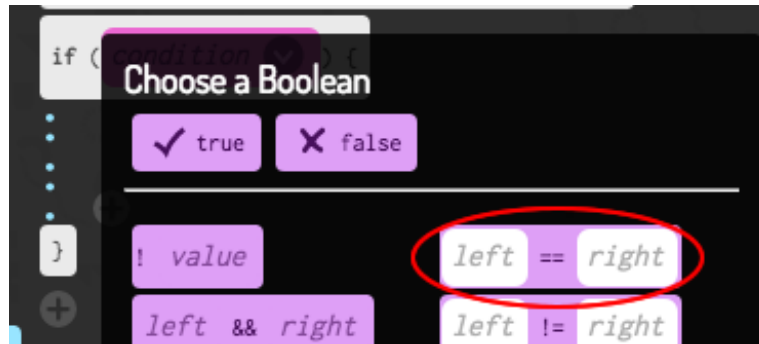 if ( condition ) {
Choose a Boolean
true false
}
! value left == right
left && right left != right